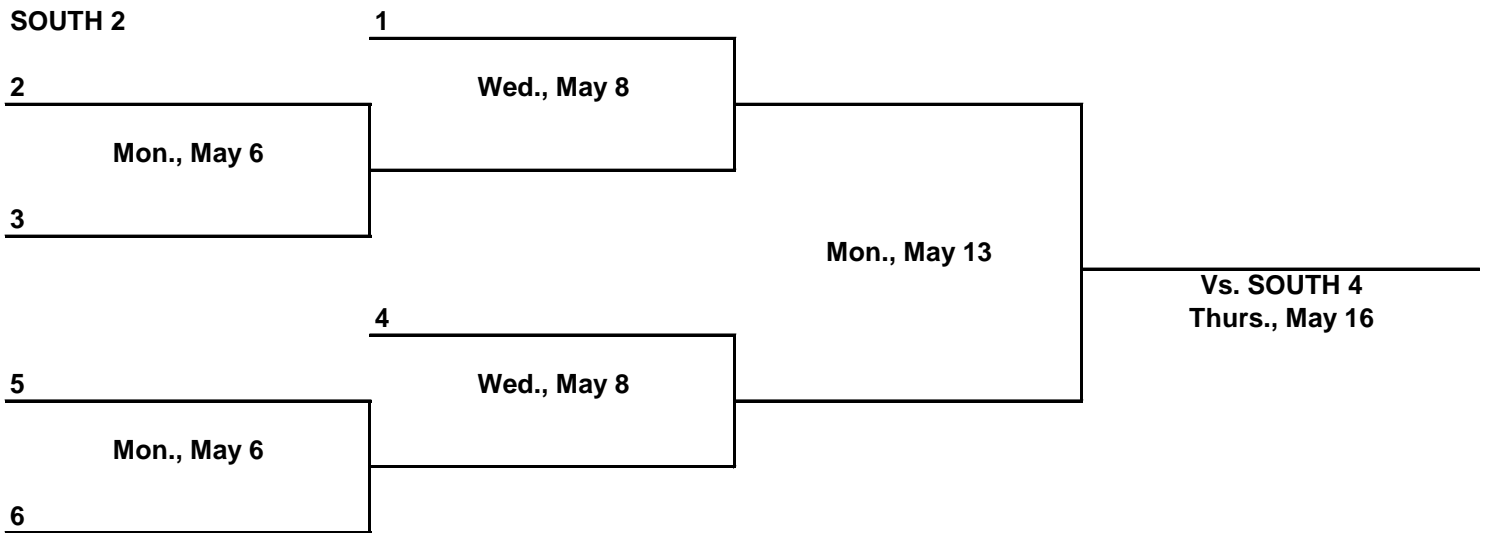 SOUTH 2
1
2
Wed., May 8
Mon., May 6
3
Mon., May 13
Vs. SOUTH 4
Thurs., May 16
4
5
Wed., May 8
Mon., May 6
6